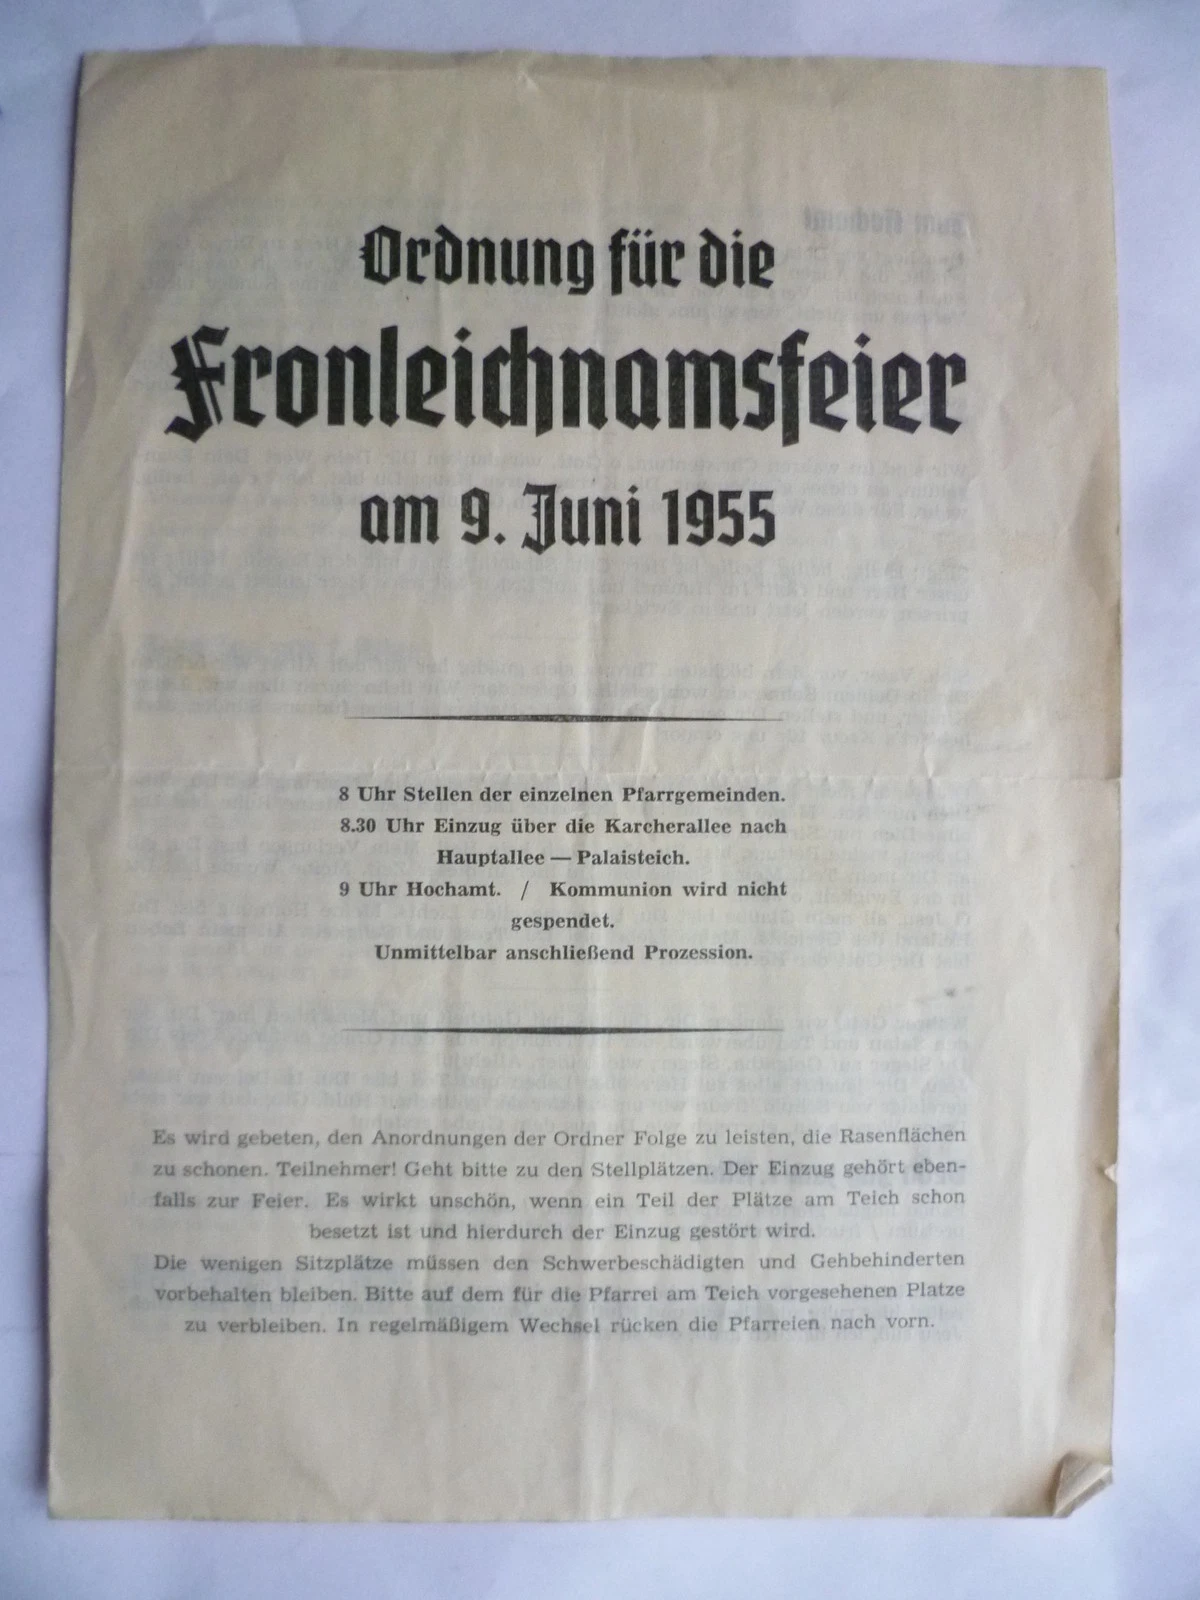 Ordnung für die
Fronleichnamsfeier
am 9. Juni 1955
8 Uhr Stellen der einzelnen Pfarrgemeinden.
8.30 Uhr Einzug über die Karcherallee nach
Hauptallee — Palaisteich.
9 Uhr Hochamt. / Kommunion wird nicht
gespendet.
Unmittelbar anschließend Prozession.
Es wird gebeten, den Anordnungen der Ordner Folge zu leisten, die Rasenflächen
zu schonen. Teilnehmer! Geht bitte zu den Stellplätzen. Der Einzug gehört eben-
falls zur Feier. Es wirkt unschön, wenn ein Teil der Plätze am Teich schon
besetzt ist und hierdurch der Einzug gestört wird.
Die wenigen Sitzplätze müssen den Schwerbeschädigten und Gehbehinderten
vorbehalten bleiben. Bitte auf dem für die Pfarrei am Teich vorgesehenen Platze
zu verbleiben. In regelmäßigem Wechsel rücken die Pfarreien nach vorn.